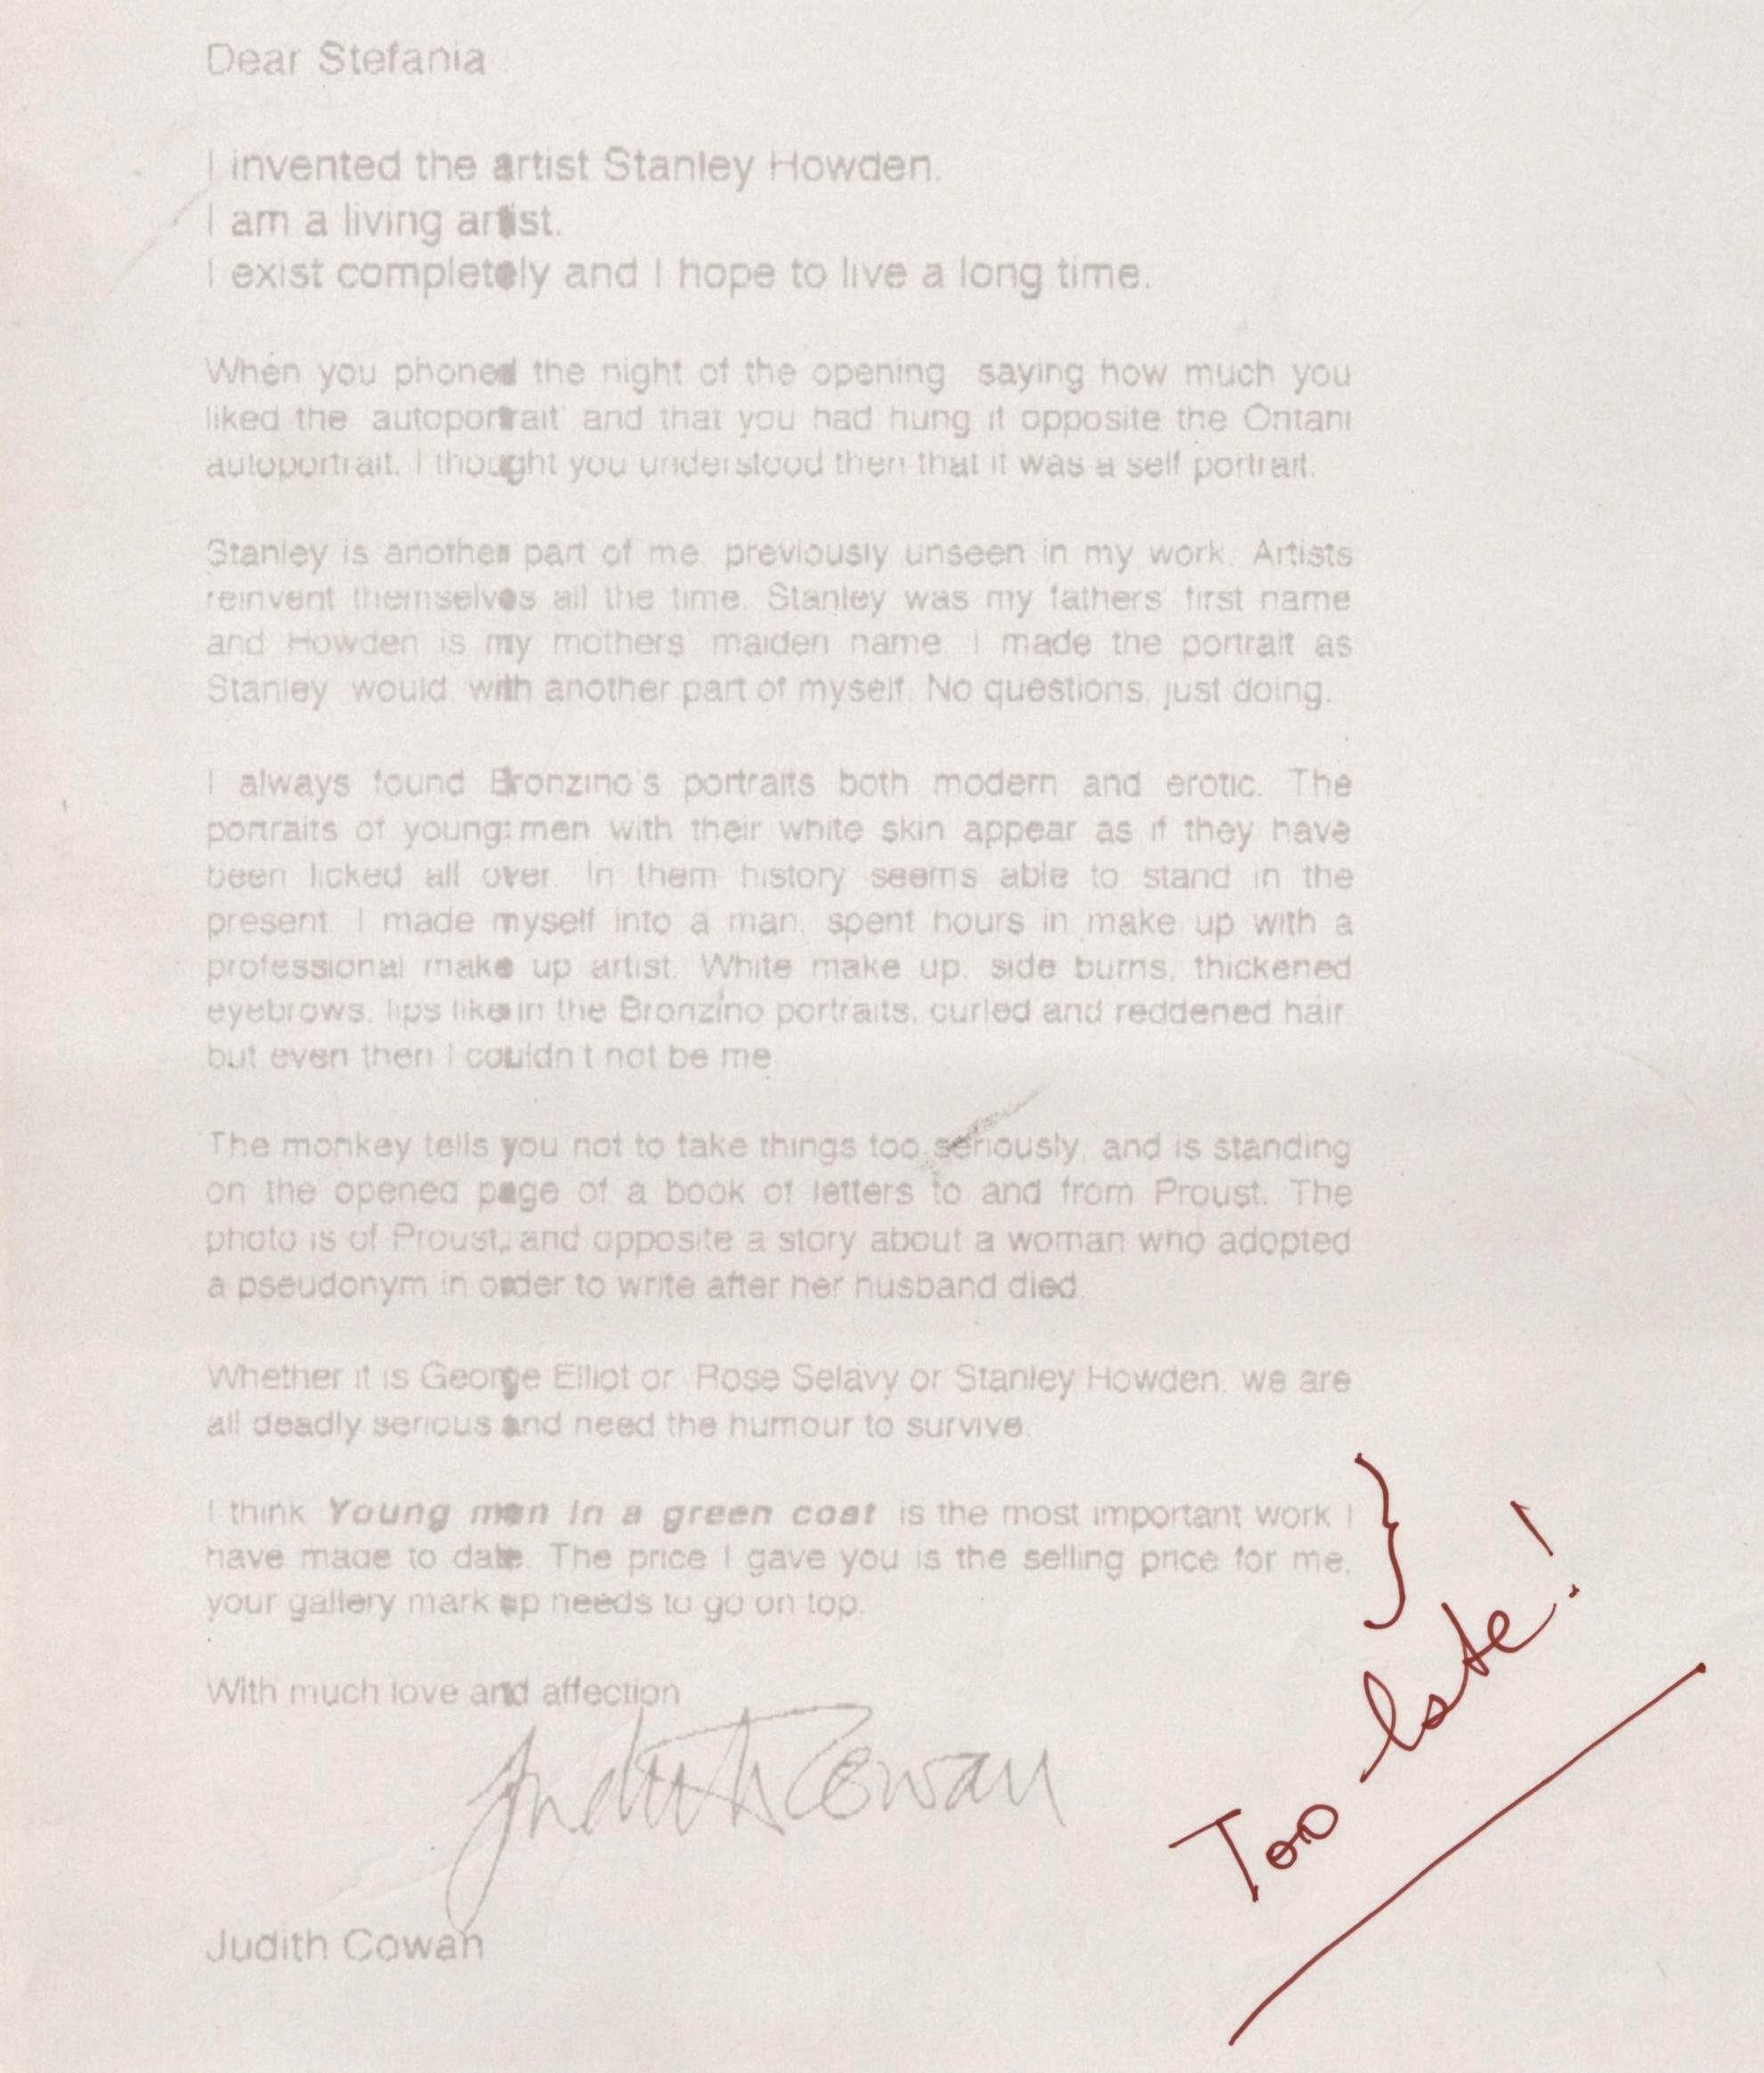 Dear Stefania
I invented the artist Stanley Howden.
I am a living artist.
I exist completely and I hope to live a long time.
When you phoned the night of the opening saying how much you
liked the autoportrait' and that you had hung it opposite the Ontani
autoportrait. I thought you understood then that it was a self portrait.
Stanley is another part of me, previously unseen in my work. Artists
reinvent themselves all the time. Stanley was my fathers' first name
and Howden is my mothers' maiden name. I made the portrait as
Stanley would, with another part of myself. No questions, just doing.
I always found Bronzino's portraits both modern and erotic. The
portraits of young men with their white skin appear as if they have
been licked all over. In them history seems able to stand in the
present. I made myself into a man, spent hours in make up with a
professional make up artist. White make up, side burns, thickened
eyebrows, lips like in the Bronzino portraits, curled and reddened hair
but even then I couldn't not be me
The monkey tells you not to take things too seriously, and is standing
on the opened page of a book of letters to and from Proust. The
photo is of Proust, and opposite a story about a woman who adopted
a pseudonym in order to write after her husband died.
Whether it is George Elliot or Rose Selavy or Stanley Howden, we are
all deadly serious and need the humour to survive.
I think Young man in a green coat is the most important work I
have made to date. The price I gave you is the selling price for me,
your gallery mark up needs to go on top.
With much love and affection
Judith Cowan
Judith Cowan
Too late!